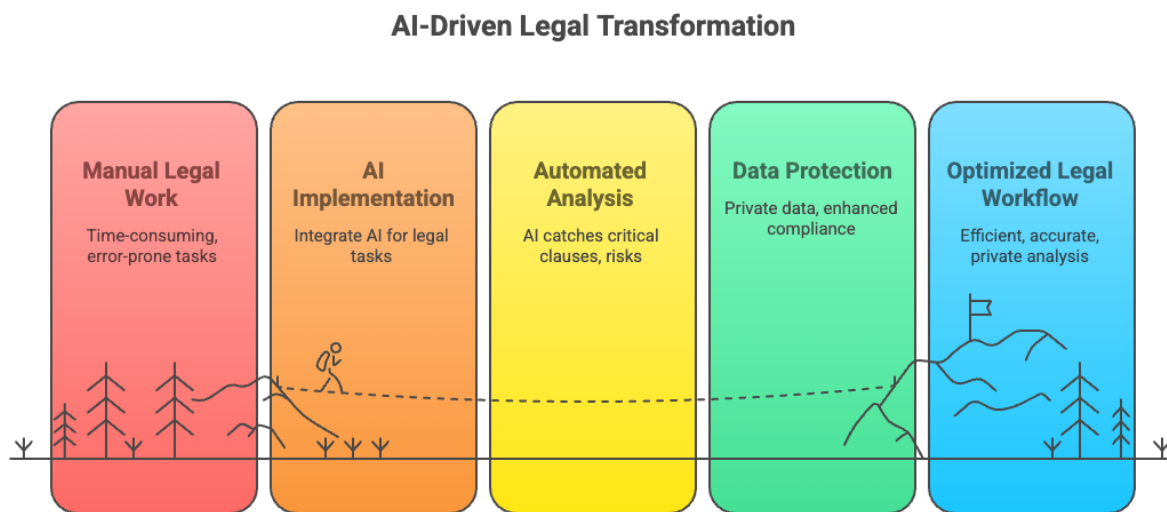 AI-Driven Legal Transformation
Manual Legal
Work
Time-consuming,
error-prone tasks
AI
Implementation
Integrate AI for legal
tasks
Automated
Analysis
AI catches critical
clauses, risks
Data Protection
Private data, enhanced
compliance
Optimized Legal
Workflow
Efficient, accurate,
private analysis